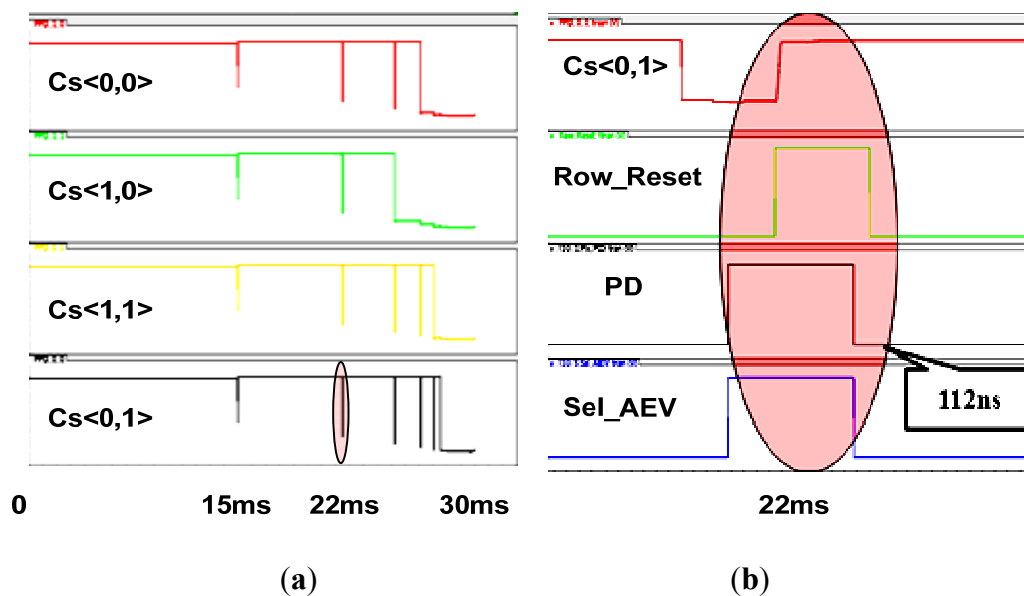 Cs<0,0>
Cs<1,0>
Cs<1,1>
Cs<0,1>
0 15ms 22ms 30ms
(a)
Cs<0,1>
Row_Reset
PD
112ns
Sel_AEV
22ms
(b)